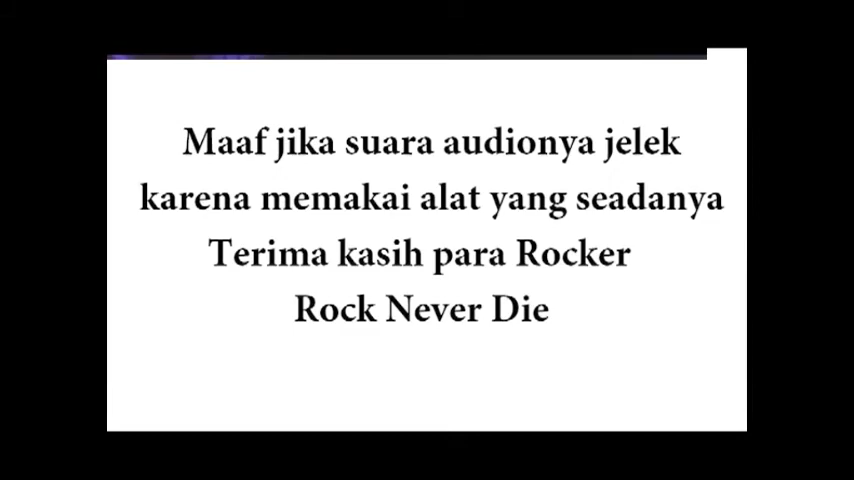 Maaf jika suara audionya jelek
karena memakai alat yang seadanya
Terima kasih para Rocker
Rock Never Die